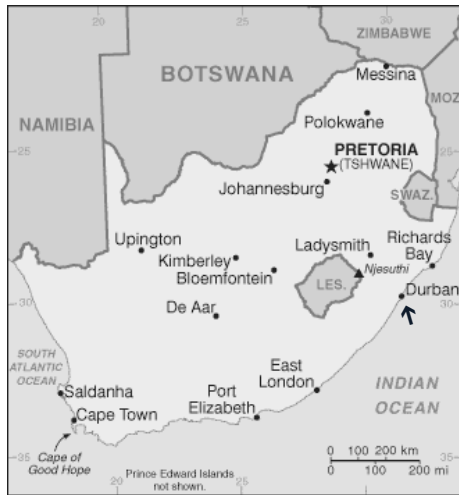 20
25
30
ZIMBABWE
BOTSWANA
Messina
MOZ
NAMIBIA
Polokwane
25
25
PRETORIA
(TSHWANE)
Johannesburg
SWAZ.
Upington
Ladysmith
Richards
Bay
Kimberley
Bloemfontein
Njesuthi
LES.
Durban
30
30
De Aar
SOUTH
ATLANTIC
OCEAN
East
London
INDIAN
OCEAN
Saldanha
Port
Elizabeth
Cape Town
Cape of
Good Hope
0 100 200 km
0 100 200 mi
35
35
Prince Edward Islands
not shown.
20
25